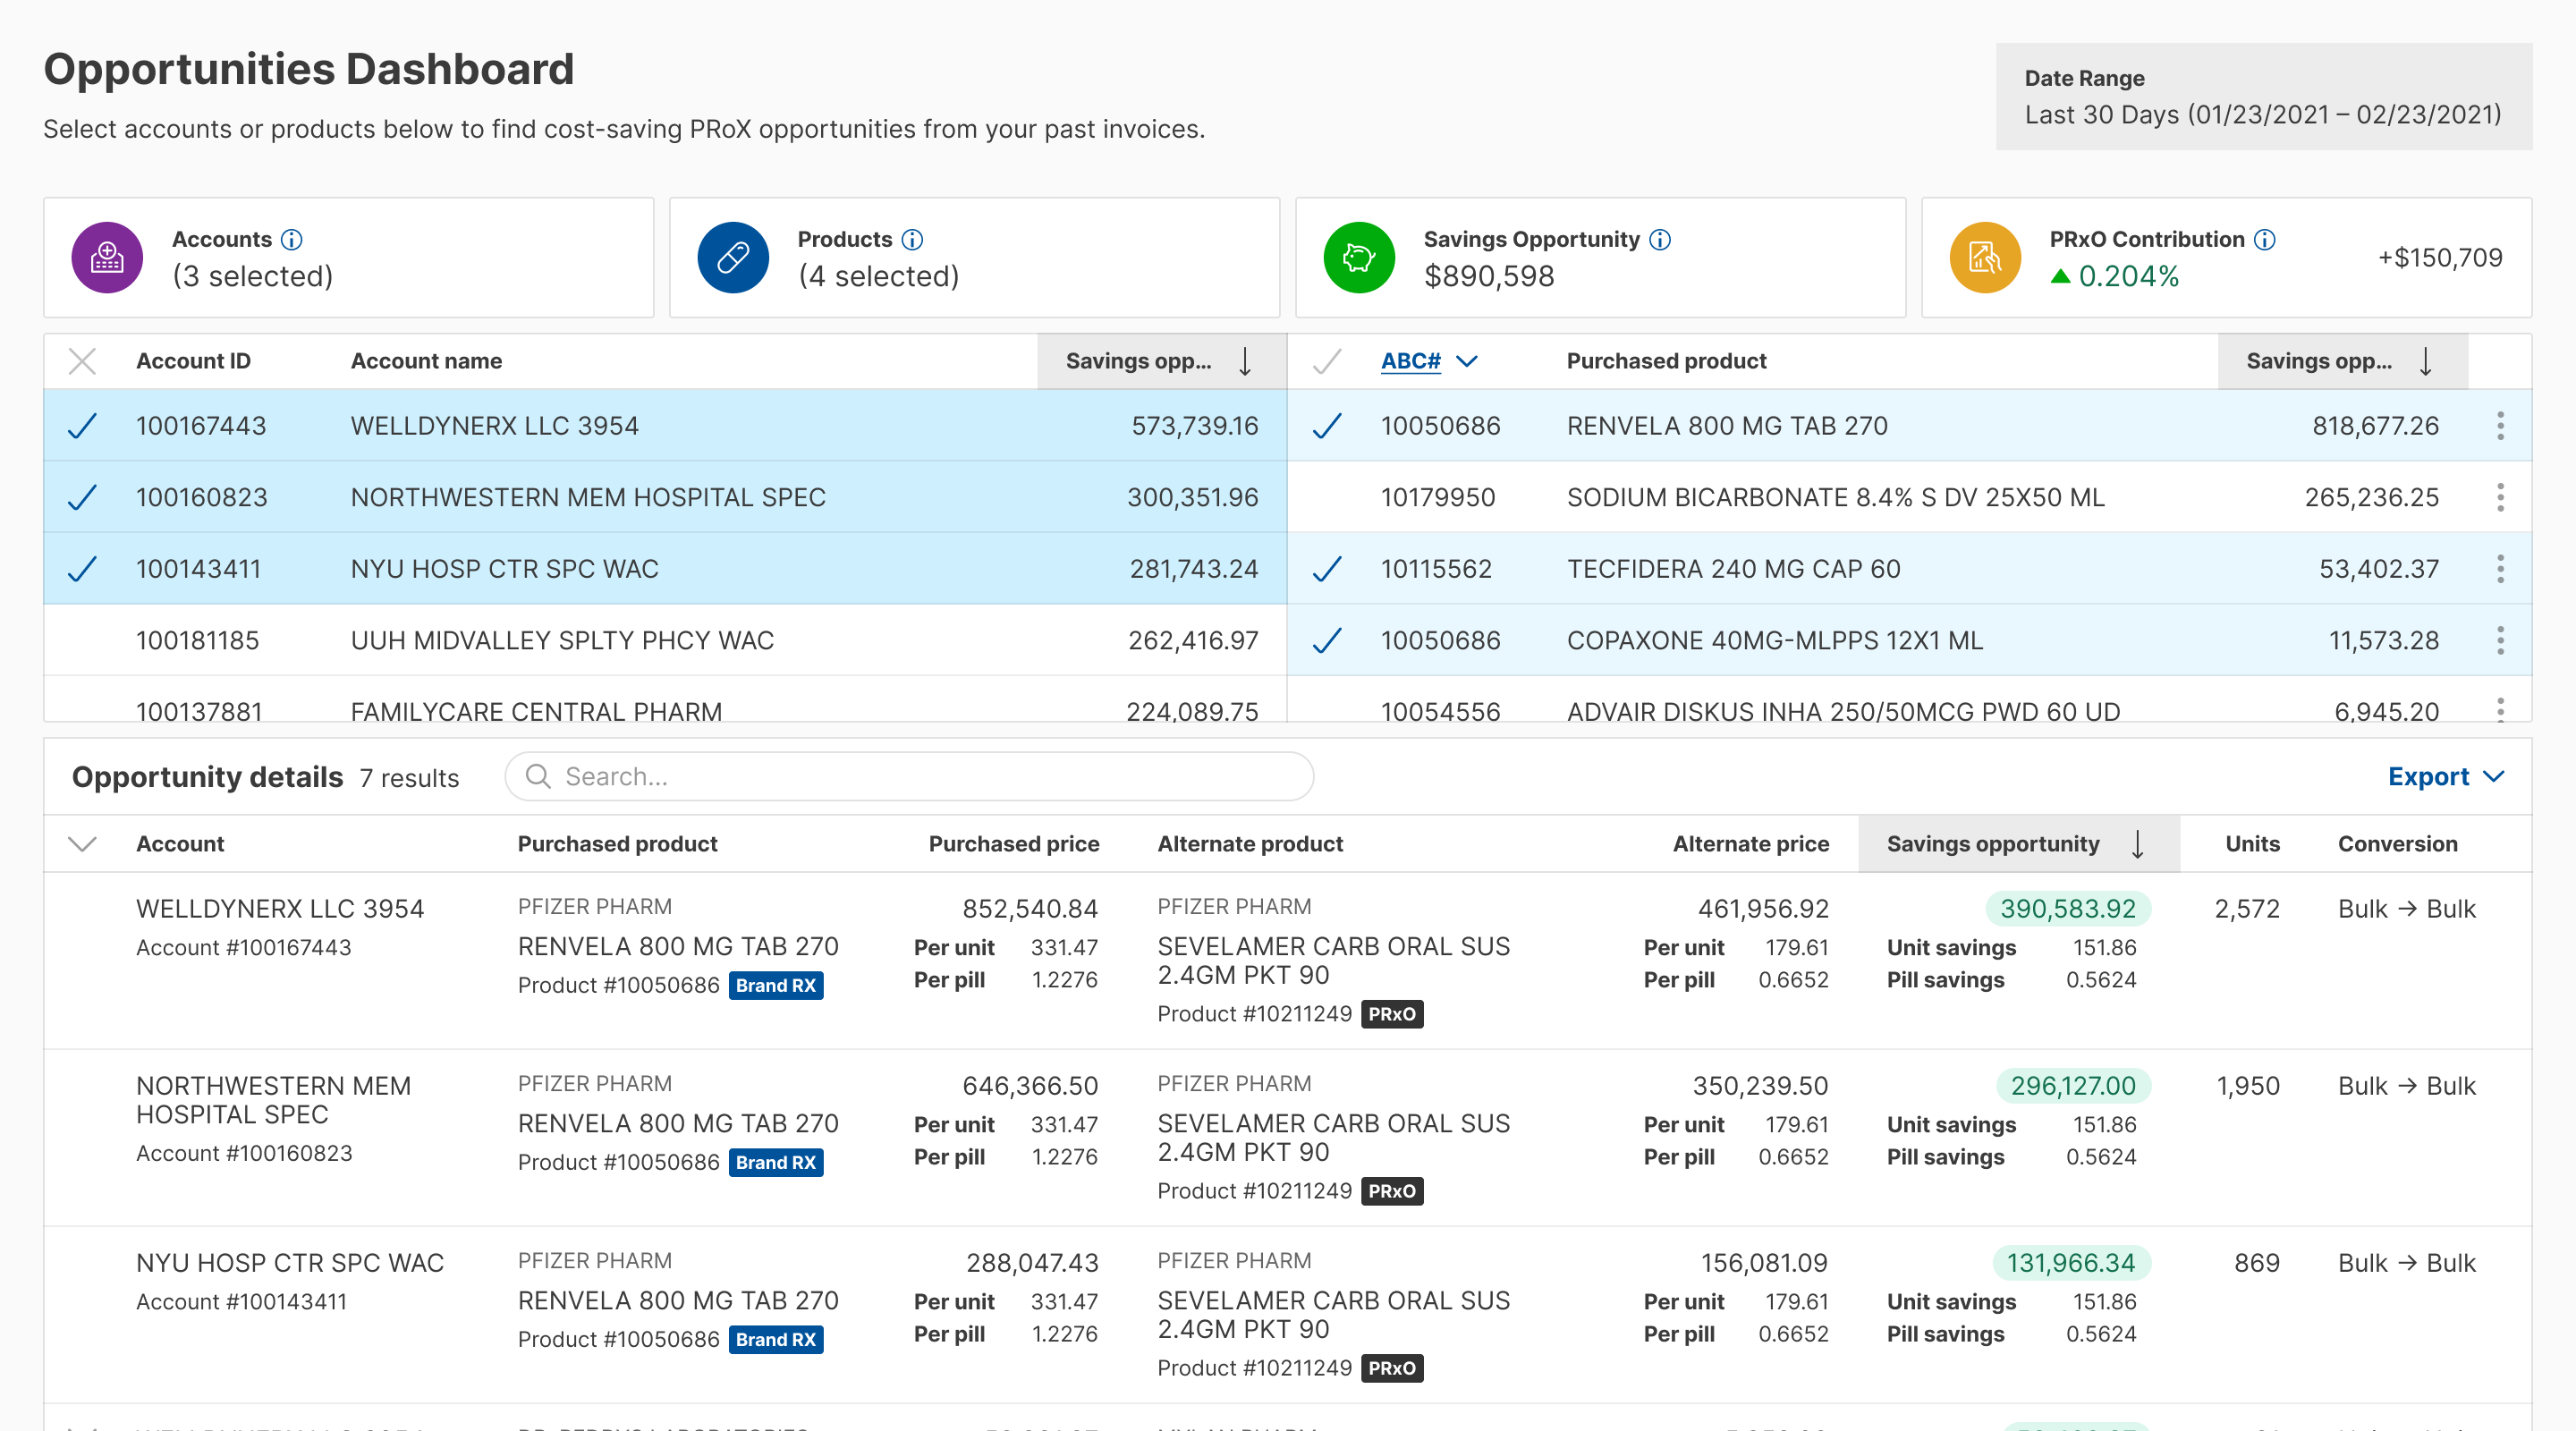 Opportunities Dashboard
Select accounts or products below to find cost-saving PRoX opportunities from your past invoices.
Date Range
Last 30 Days (01/23/2021 – 02/23/2021)
Accounts
(3 selected)
Products
(4 selected)
Savings Opportunity
$890,598
PRxO Contribution
0.204%
+$150,709
Account ID Account name Savings opp...
100167443 WELLDYNERX LLC 3954 573,739.16
100160823 NORTHWESTERN MEM HOSPITAL SPEC 300,351.96
100143411 NYU HOSP CTR SPC WAC 281,743.24
100181185 UUH MIDVALLEY SPLTY PHCY WAC 262,416.97
100137881 FAMILYCARE CENTRAL PHARM 224,089.75
ABC# Purchased product Savings opp...
10050686 RENVELA 800 MG TAB 270 818,677.26
10179950 SODIUM BICARBONATE 8.4% S DV 25X50 ML 265,236.25
10115562 TECFIDERA 240 MG CAP 60 53,402.37
10050686 COPAXONE 40MG-MLPPS 12X1 ML 11,573.28
10054556 ADVAIR DISKUS INHA 250/50MCG PWD 60 UD 6,945.20
Opportunity details 7 results
Search...
Export
Account Purchased product Purchased price Alternate product Alternate price Savings opportunity Units Conversion
WELLDYNERX LLC 3954
Account #100167443
PFIZER PHARM
RENVELA 800 MG TAB 270
Product #10050686 Brand RX
852,540.84
Per unit 331.47
Per pill 1.2276
PFIZER PHARM
SEVELAMER CARB ORAL SUS
2.4GM PKT 90
Product #10211249 PRxO
461,956.92
Per unit 179.61
Per pill 0.6652
390,583.92
Unit savings 151.86
Pill savings 0.5624
2,572
Bulk → Bulk
NORTHWESTERN MEM
HOSPITAL SPEC
Account #100160823
PFIZER PHARM
RENVELA 800 MG TAB 270
Product #10050686 Brand RX
646,366.50
Per unit 331.47
Per pill 1.2276
PFIZER PHARM
SEVELAMER CARB ORAL SUS
2.4GM PKT 90
Product #10211249 PRxO
350,239.50
Per unit 179.61
Per pill 0.6652
296,127.00
Unit savings 151.86
Pill savings 0.5624
1,950
Bulk → Bulk
NYU HOSP CTR SPC WAC
Account #100143411
PFIZER PHARM
RENVELA 800 MG TAB 270
Product #10050686 Brand RX
288,047.43
Per unit 331.47
Per pill 1.2276
PFIZER PHARM
SEVELAMER CARB ORAL SUS
2.4GM PKT 90
Product #10211249 PRxO
156,081.09
Per unit 179.61
Per pill 0.6652
131,966.34
Unit savings 151.86
Pill savings 0.5624
869
Bulk → Bulk